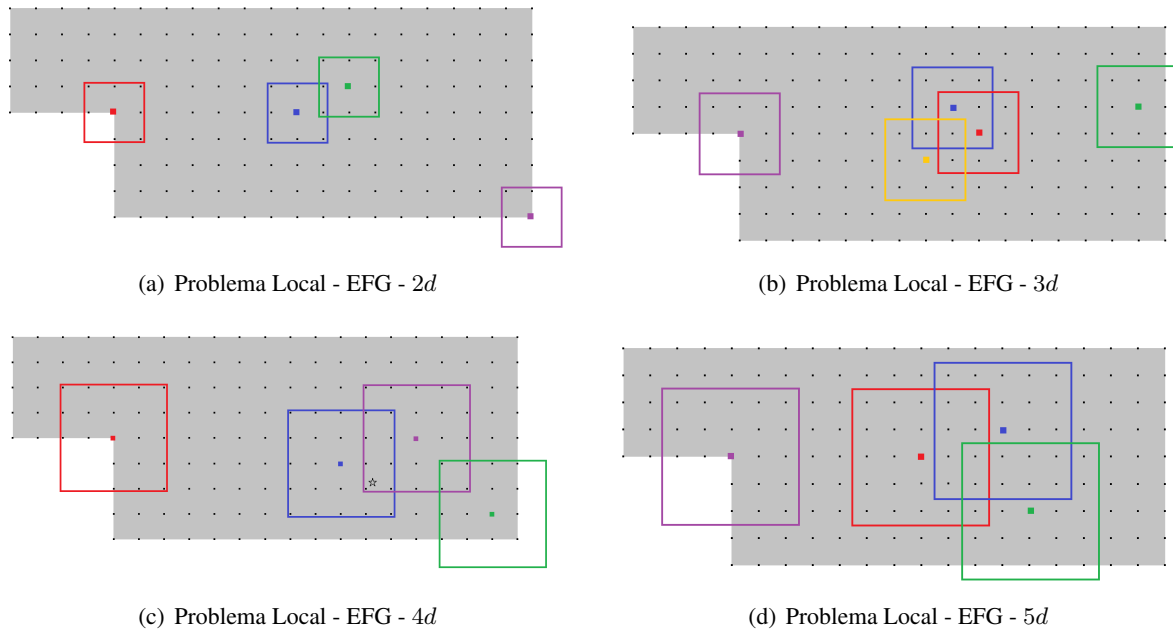 (a) Problema Local - EFG - 2d
(b) Problema Local - EFG - 3d
(c) Problema Local - EFG - 4d
(d) Problema Local - EFG - 5d